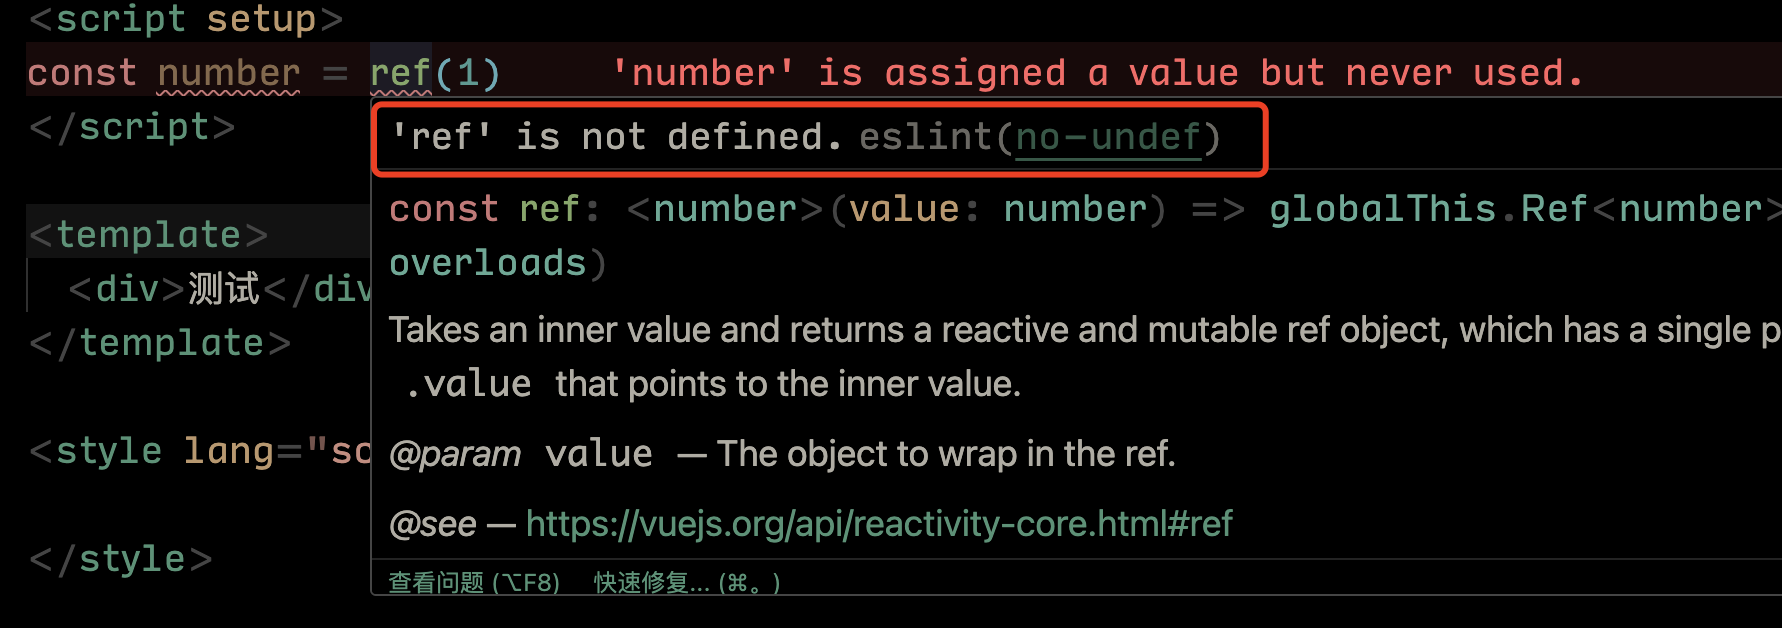 <script setup>
const number = ref(1) 'number' is assigned a value but never used.
'ref' is not defined. eslint(no-undef)
</script>
const ref: <number>(value: number) => globalThis.Ref<number>
<template>
overloads)
<div>测试</div
</template>
Takes an inner value and returns a reactive and mutable ref object, which has a single p
.value that points to the inner value.
<style lang="sc
@param value — The object to wrap in the ref.
@see — https://vuejs.org/api/reactivity-core.html#ref
</style>
查看问题 (⌥F8) 快速修复... (⌘。)